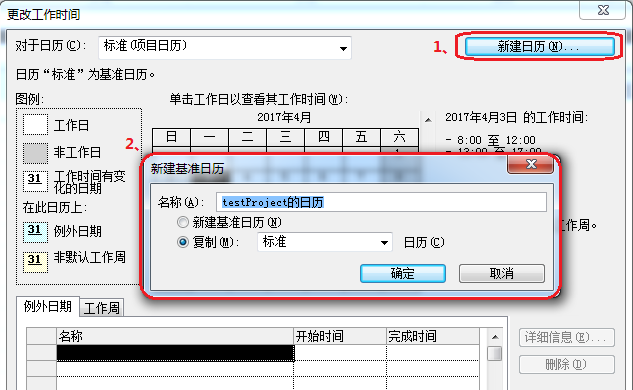 更改工作时间
对于日历(C): 标准(项目日历)
1、
新建日历(N)...
日历“标准”为基准日历。
图例:
工作日
非工作日
31 工作时间有变化的日期
在此日历上:
31 例外日期
31 非默认工作周
单击工作日以查看其工作时间(W):
2017年4月
日 一 二 三 四 五 六
2017年4月3日 的工作时间:
- 8:00 至 12:00
- 13:00 至 17:00
工作周。
2、
新建基准日历
名称(A): testProject的日历
新建基准日历(N)
复制(M): 标准 日历(C)
确定 取消
例外日期 工作周
名称 开始时间 完成时间
详细信息(E)...
删除(D)